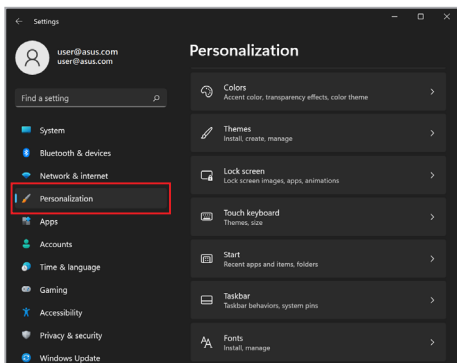 Settings
user@asus.com
user@asus.com
Find a setting
System
Bluetooth & devices
Network & internet
Personalization
Apps
Accounts
Time & language
Gaming
Accessibility
Privacy & security
Windows Update
Personalization
Colors
Accent color, transparency effects, color theme
Themes
Install, create, manage
Lock screen
Lock screen images, apps, animations
Touch keyboard
Themes, size
Start
Recent apps and items, folders
Taskbar
Taskbar behaviors, system pins
Fonts
Install, manage